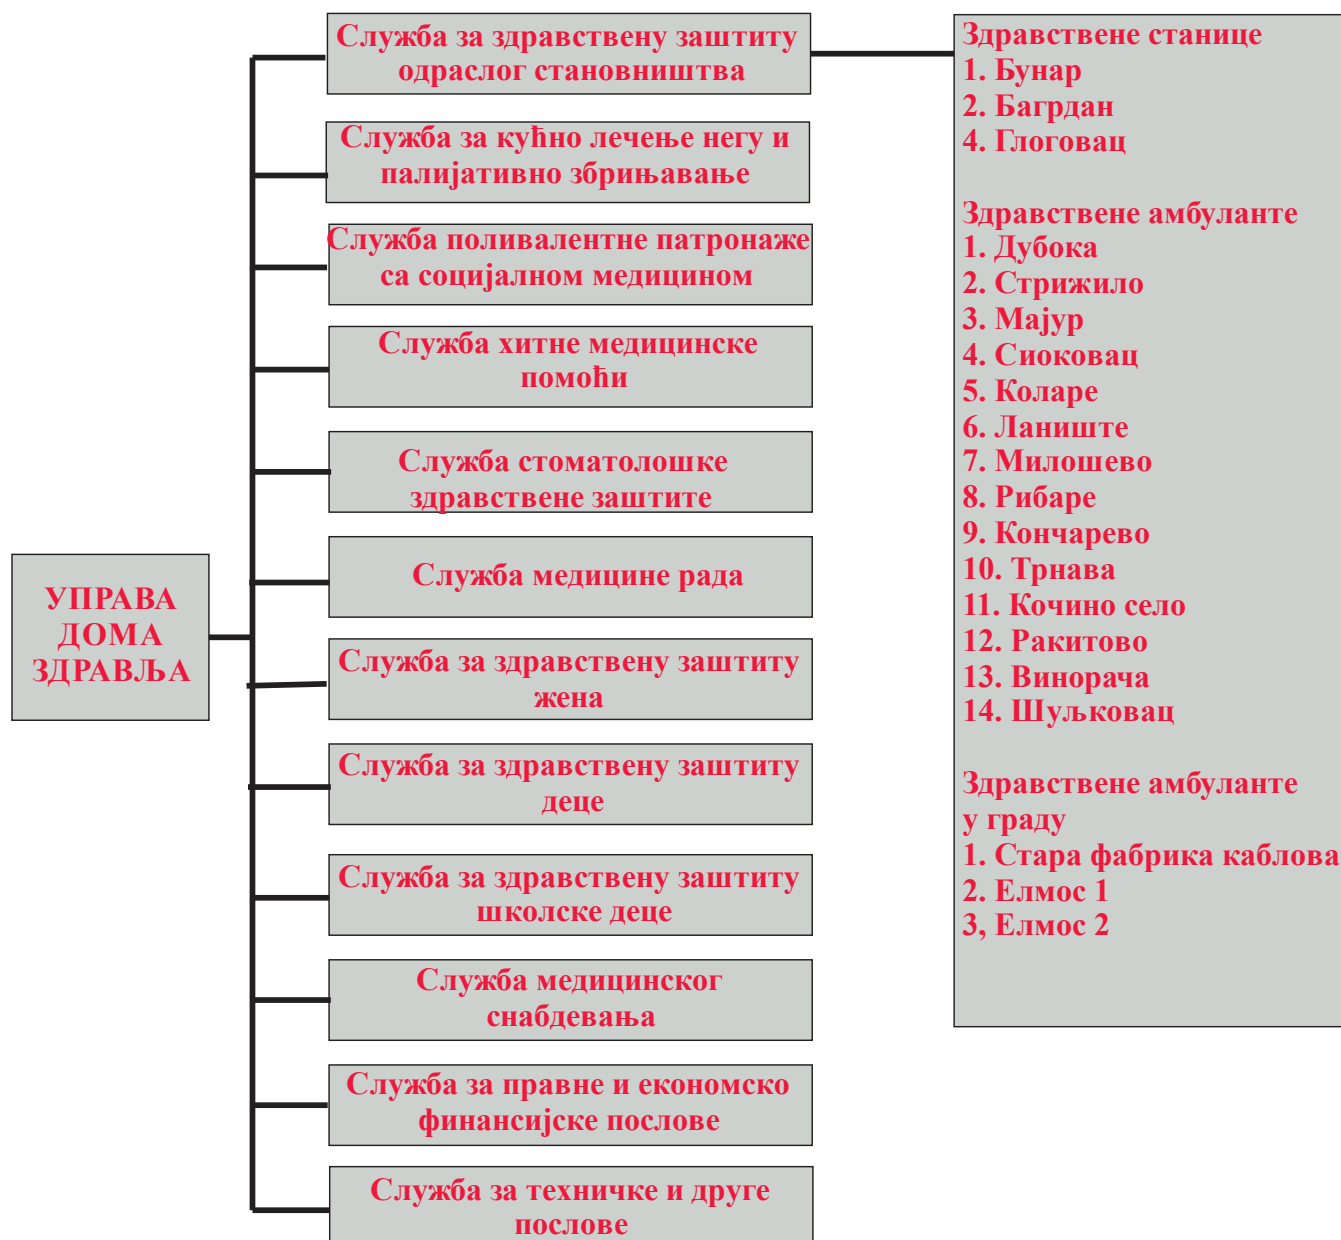 УПРАВА
ДОМА
ЗДРАВЉА
Служба за здравствену заштиту
одраслог становништва
Служба за кућно лечење негу и
палијативно збрињавање
Служба поливалентне патронаже
са социјалном медицином
Служба хитне медицинске
помоћи
Служба стоматолошке
здравствене заштите
Служба медицине рада
Служба за здравствену заштиту
жена
Служба за здравствену заштиту
деце
Служба за здравствену заштиту
школске деце
Служба медицинског
снабдевања
Служба за правне и економско
финансијске послове
Служба за техничке и друге
послове
Здравствене станице
1. Бунар
2. Багрдан
4. Глоговац
Здравствене амбуланте
1. Дубока
2. Стрижило
3. Мајур
4. Сиоковац
5. Коларе
6. Ланиште
7. Милошево
8. Рибаре
9. Кончарево
10. Трнава
11. Кочино село
12. Ракитово
13. Винорача
14. Шуљковац
Здравствене амбуланте
у граду
1. Стара фабрика каблова
2. Елмос 1
3, Елмос 2